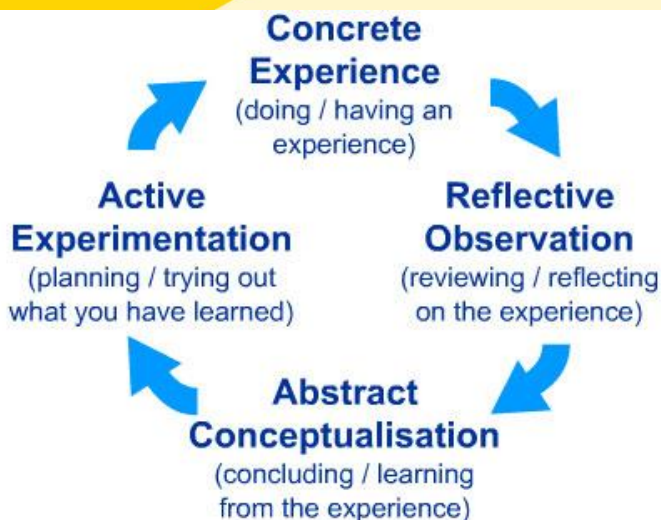 Concrete
Experience
(doing / having an
experience)
Active
Experimentation
(planning / trying out
what you have learned)
Reflective
Observation
(reviewing / reflecting
on the experience)
Abstract
Conceptualisation
(concluding / learning
from the experience)